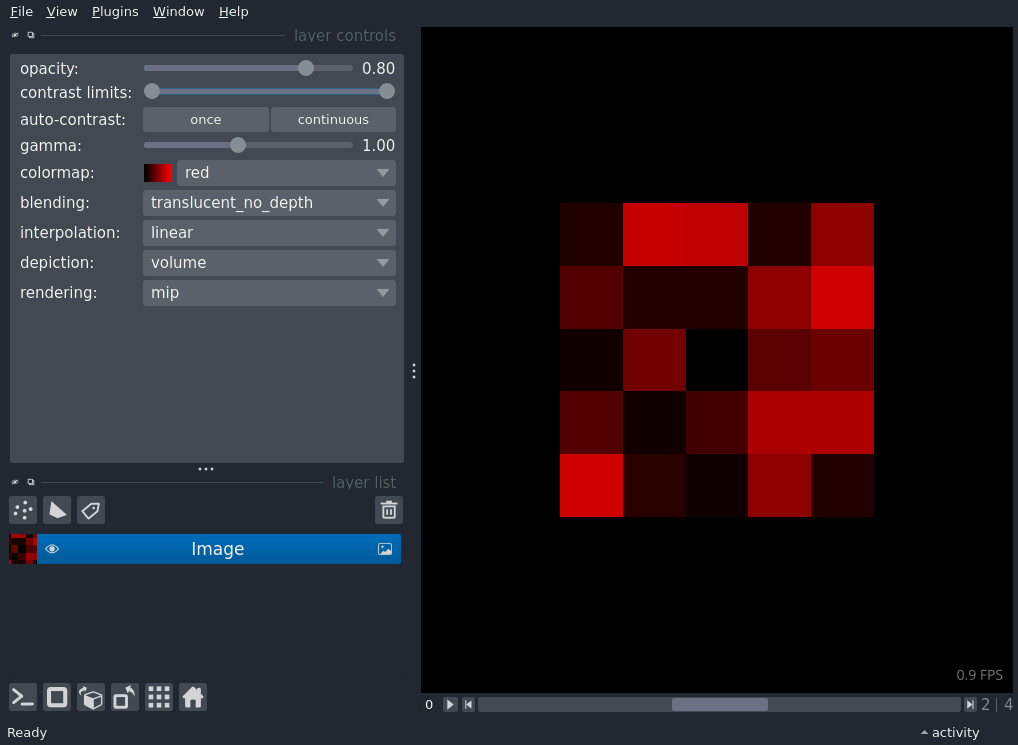 File View Plugins Window Help
layer controls
opacity: 0.80
contrast limits:
auto-contrast: once continuous
gamma: 1.00
colormap: red
blending: translucent_no_depth
interpolation: linear
depiction: volume
rendering: mip
layer list
Image
0.9 FPS
0 2 | 4
Ready activity